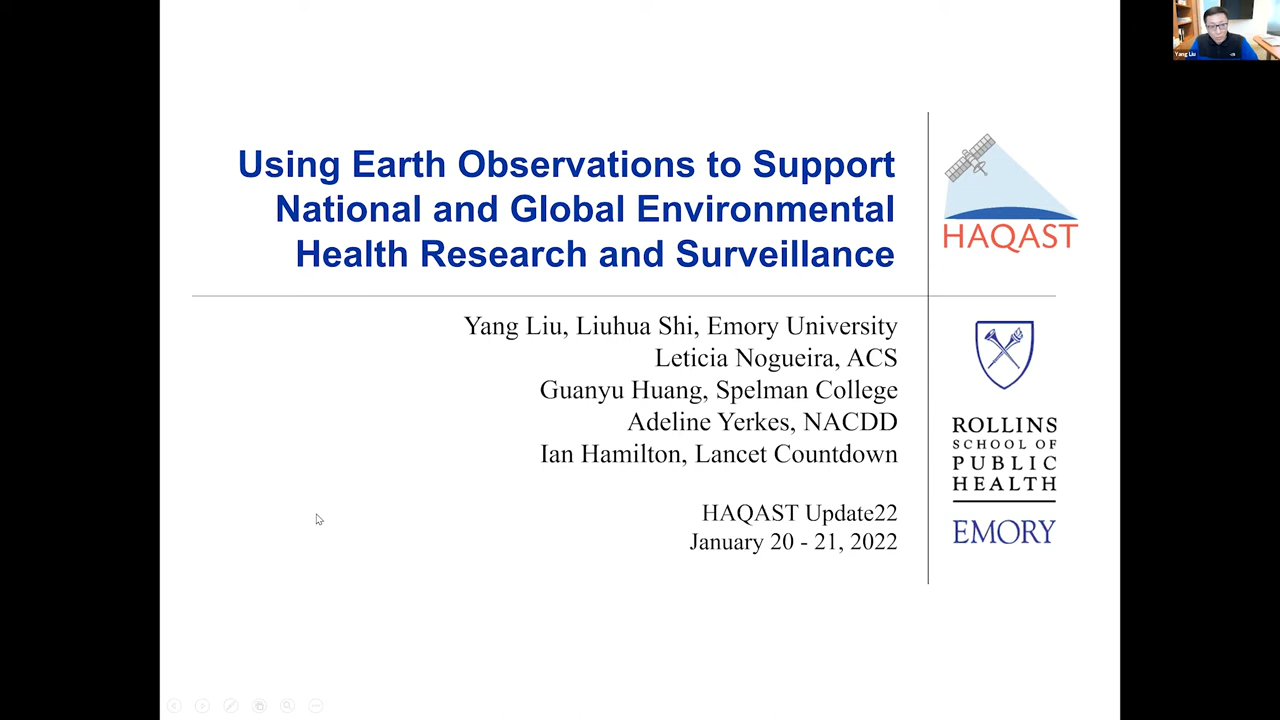 Using Earth Observations to Support
National and Global Environmental
Health Research and Surveillance
HAQAST
Yang Liu, Liuhua Shi, Emory University
Leticia Nogueira, ACS
Guanyu Huang, Spelman College
Adeline Yerkes, NACDD
Ian Hamilton, Lancet Countdown
HAQAST Update22
January 20 - 21, 2022
ROLLINS
SCHOOL OF
PUBLIC
HEALTH
EMORY
Yang Liu